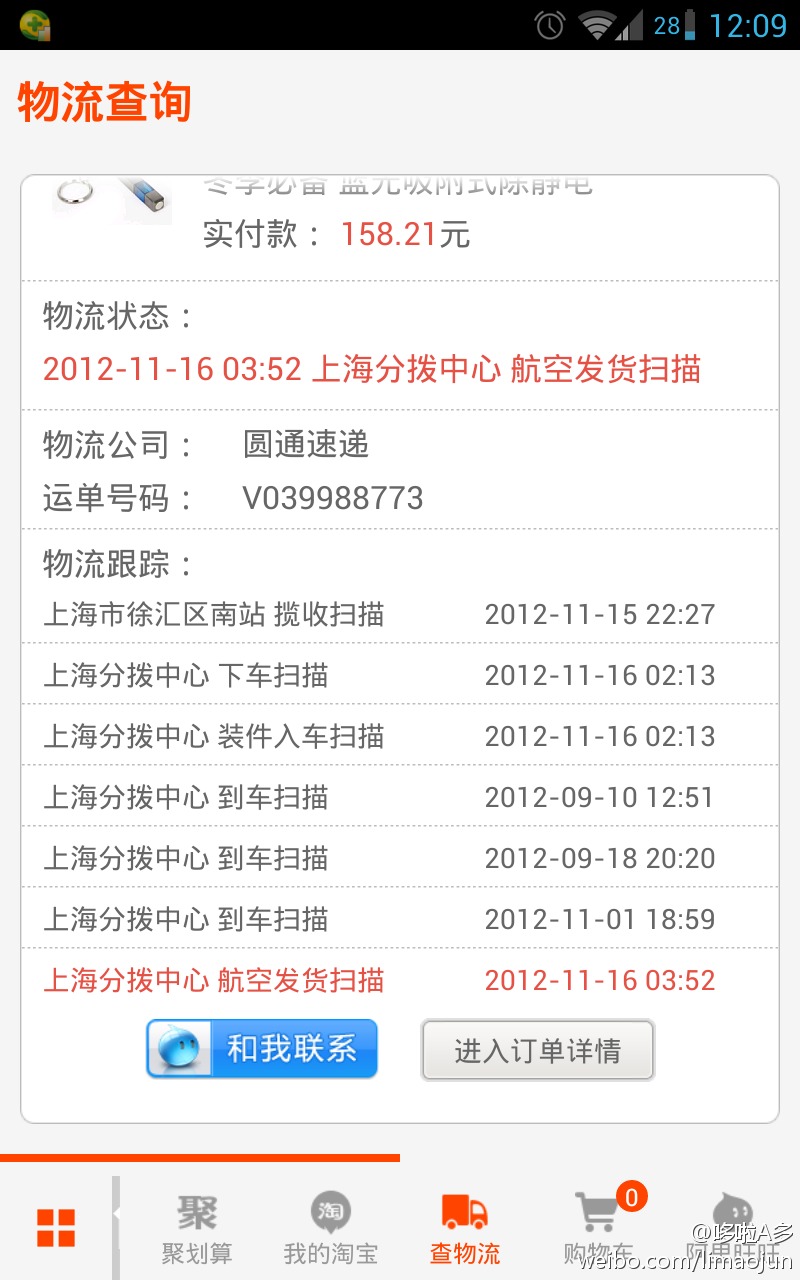 28 12:09
物流查询
冬季必备 蓝光吸附式除静电
实付款： 158.21元
物流状态：
2012-11-16 03:52 上海分拨中心 航空发货扫描
物流公司： 圆通速递
运单号码： V039988773
物流跟踪：
上海市徐汇区南站 揽收扫描 2012-11-15 22:27
上海分拨中心 下车扫描 2012-11-16 02:13
上海分拨中心 装件入车扫描 2012-11-16 02:13
上海分拨中心 到车扫描 2012-09-10 12:51
上海分拨中心 到车扫描 2012-09-18 20:20
上海分拨中心 到车扫描 2012-11-01 18:59
上海分拨中心 航空发货扫描 2012-11-16 03:52
和我联系 进入订单详情
聚 淘 0
聚划算 我的淘宝 查物流 购物车 阿里旺旺
@哆啦A多
weibo.com/limaojun